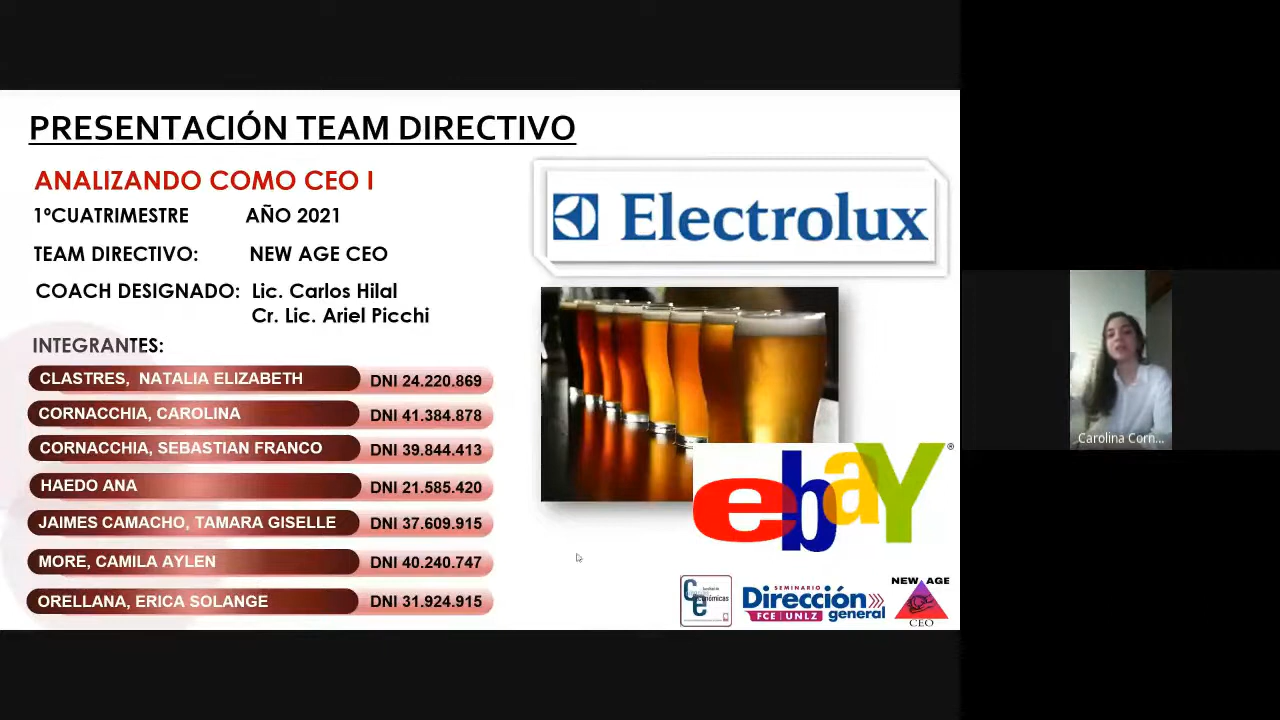 PRESENTACIÓN TEAM DIRECTIVO
ANALIZANDO COMO CEO I
1ºCUATRIMESTRE AÑO 2021
TEAM DIRECTIVO: NEW AGE CEO
COACH DESIGNADO: Lic. Carlos Hilal
Cr. Lic. Ariel Picchi
INTEGRANTES:
CLASTRES, NATALIA ELIZABETH DNI 24.220.869
CORNACCHIA, CAROLINA DNI 41.384.878
CORNACCHIA, SEBASTIAN FRANCO DNI 39.844.413
HAEDO ANA DNI 21.585.420
JAIMES CAMACHO, TAMARA GISELLE DNI 37.609.915
MORE, CAMILA AYLEN DNI 40.240.747
ORELLANA, ERICA SOLANGE DNI 31.924.915
Electrolux
ebay®
Ce
económicas
SEMINARIO
Dirección
FCE | UNLZ general
NEW AGE
CEO
Carolina Corn...